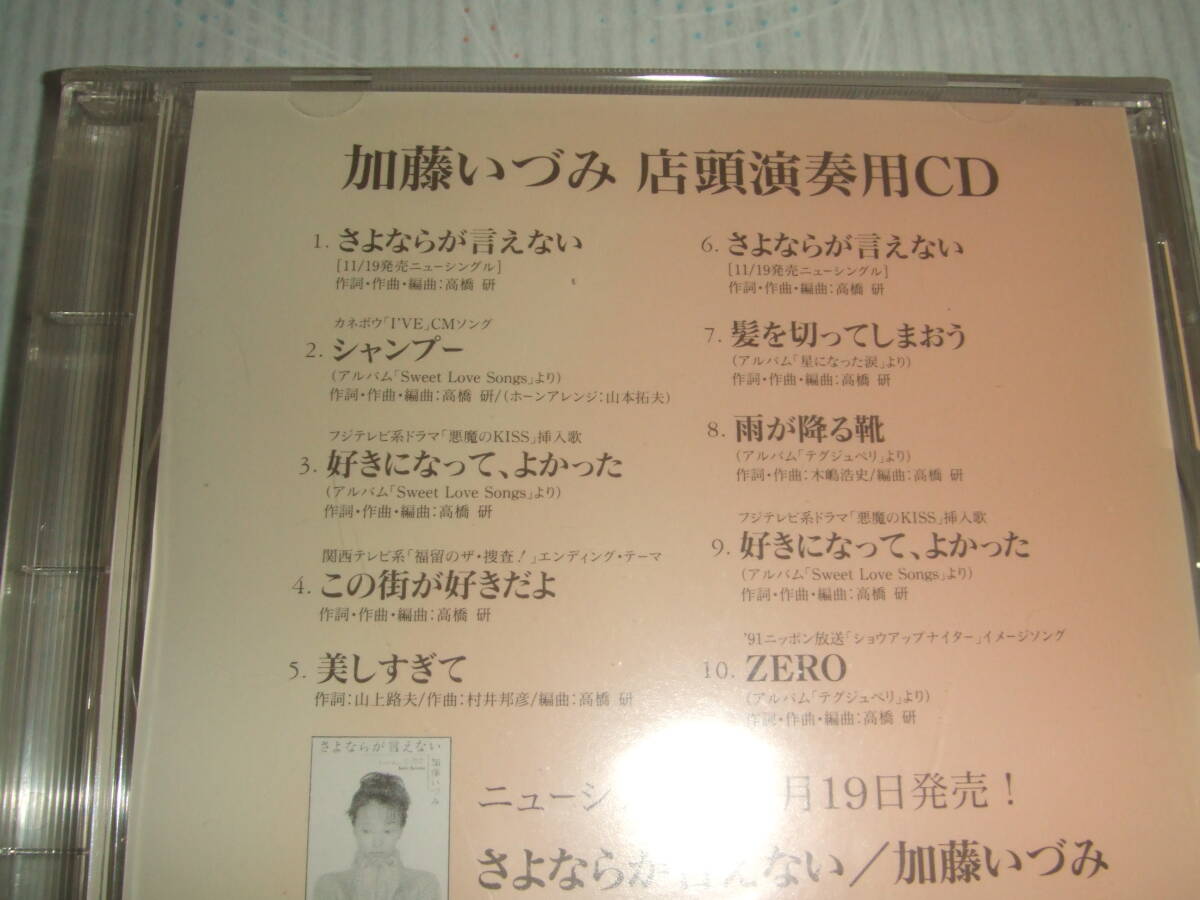 加藤いづみ 店頭演奏用CD
1. さよならが言えない
[11/19発売ニューシングル]
作詞・作曲・編曲:高橋 研
カネボウ「I'VE」CMソング
2. シャンプー
(アルバム「Sweet Love Songs」より)
作詞・作曲・編曲:高橋 研/(ホーンアレンジ:山本拓夫)
フジテレビ系ドラマ「悪魔のKISS」挿入歌
3. 好きになって、よかった
(アルバム「Sweet Love Songs」より)
作詞・作曲・編曲:高橋 研
関西テレビ系「福留のザ・捜査!」エンディング・テーマ
4. この街が好きだよ
作詞・作曲・編曲:高橋 研
5. 美しすぎて
作詞:山上路夫/作曲:村井邦彦/編曲:高橋 研
6. さよならが言えない
[11/19発売ニューシングル]
作詞・作曲・編曲:高橋 研
7. 髪を切ってしまおう
(アルバム「星になった涙」より)
作詞・作曲・編曲:高橋 研
8. 雨が降る靴
(アルバム「テグジュペリ」より)
作詞・作曲:木嶋浩史/編曲:高橋 研
フジテレビ系ドラマ「悪魔のKISS」挿入歌
9. 好きになって、よかった
(アルバム「Sweet Love Songs」より)
作詞・作曲・編曲:高橋 研
'91ニッポン放送「ショウアップナイター」イメージソング
10. ZERO
(アルバム「テグジュペリ」より)
作詞・作曲・編曲:高橋 研
さよならが言えない
加藤いづみ
ニューシ 月19日発売!
さよならが言えない/加藤いづみ